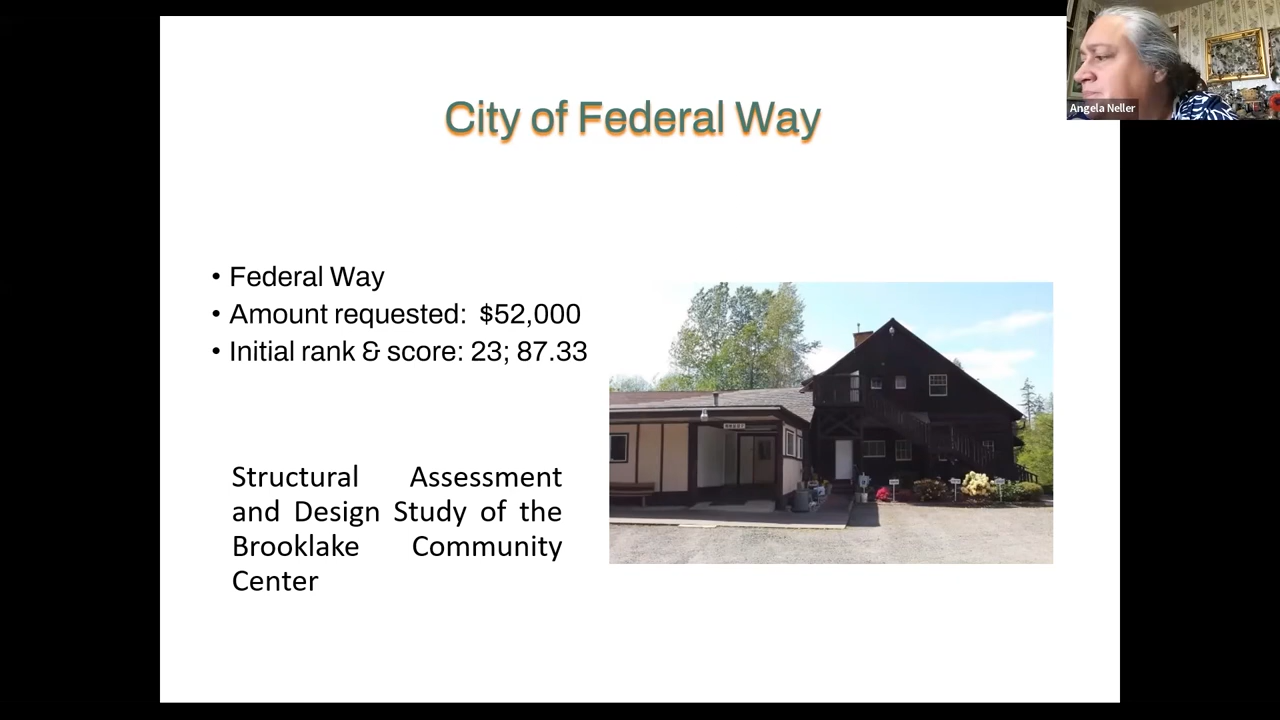 City of Federal Way
Angela Neller
• Federal Way
• Amount requested: $52,000
• Initial rank & score: 23; 87.33
Structural Assessment
and Design Study of the
Brooklake Community
Center